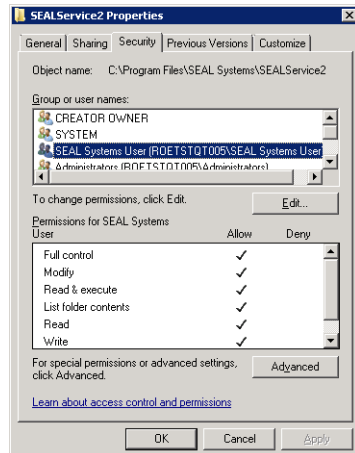 SEALService2 Properties
General Sharing Security Previous Versions Customize
Object name: C:\Program Files\SEAL Systems\SEALService2
Group or user names:
CREATOR OWNER
SYSTEM
SEAL Systems User (ROETSTQT005\SEAL Systems User
Administrators (ROETSTQT005\Administrators)
To change permissions, click Edit.
Edit...
Permissions for SEAL Systems
User Allow Deny
Full control
Modify
Read & execute
List folder contents
Read
Write
For special permissions or advanced settings,
click Advanced.
Advanced
Learn about access control and permissions
OK Cancel Apply